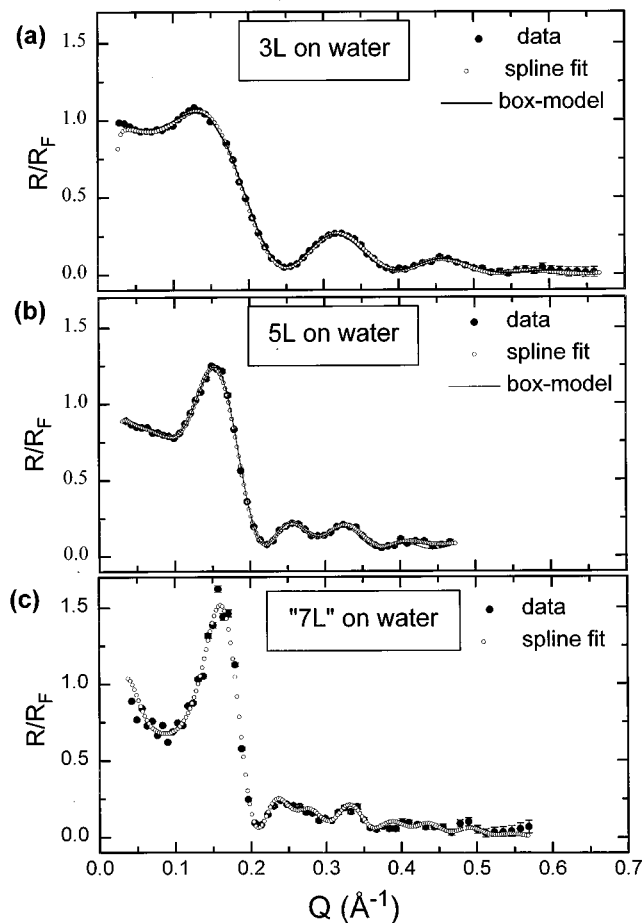 (a)
1.5
1.0
0.5
0.0
R/R_F
3L on water
data
spline fit
box-model
(b)
1.5
1.0
0.5
0.0
R/R_F
5L on water
data
spline fit
box-model
(c)
1.5
1.0
0.5
0.0
R/R_F
"7L" on water
data
spline fit
0.0 0.1 0.2 0.3 0.4 0.5 0.6 0.7
Q (Å⁻¹)